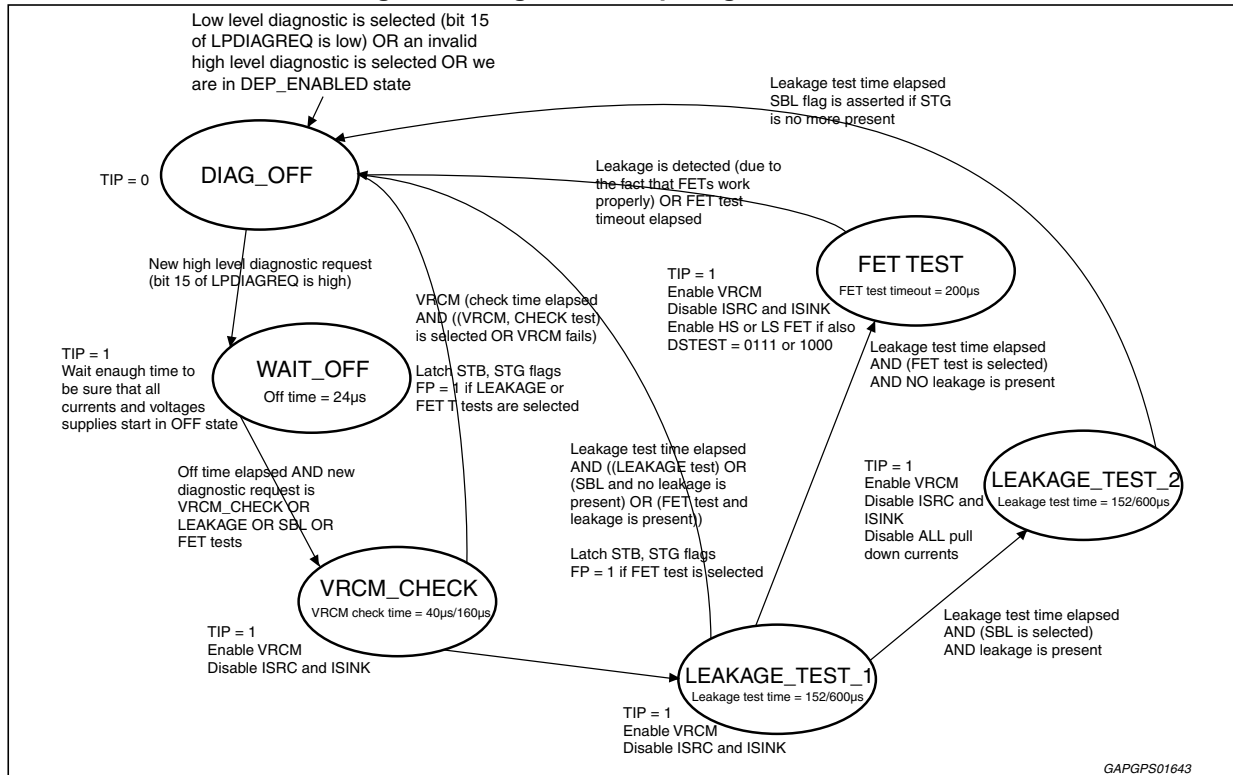 Low level diagnostic is selected (bit 15
of LPDIAGREQ is low) OR an invalid
high level diagnostic is selected OR we
are in DEP_ENABLED state
Leakage test time elapsed
SBL flag is asserted if STG
is no more present
DIAG_OFF
TIP = 0
Leakage is detected (due to
the fact that FETs work
properly) OR FET test
timeout elapsed
New high level diagnostic request
(bit 15 of LPDIAGREQ is high)
FET TEST
FET test timeout = 200µs
TIP = 1
Enable VRCM
Disable ISRC and ISINK
Enable HS or LS FET if also
DSTEST = 0111 or 1000
VRCM (check time elapsed
AND ((VRCM, CHECK test)
is selected OR VRCM fails)
Latch STB, STG flags
FP = 1 if LEAKAGE or
FET T tests are selected
TIP = 1
Wait enaugh time to
be sure that all
currents and voltages
supplies start in OFF state
WAIT_OFF
Off time = 24µs
Leakage test time elapsed
AND (FET test is selected)
AND NO leakage is present
Off time elapsed AND new
diagnostic request is
VRCM_CHECK OR
LEAKAGE OR SBL OR
FET tests
Leakage test time elapsed
AND ((LEAKAGE test) OR
(SBL and no leakage is
present) OR (FET test and
leakage is present))
Latch STB, STG flags
FP = 1 if FET test is selected
TIP = 1
Enable VRCM
Disable ISRC and
ISINK
Disable ALL pull
down currents
LEAKAGE_TEST_2
Leakage test time = 152/600µs
VRCM_CHECK
VRCM check time = 40µs/160µs
TIP = 1
Enable VRCM
Disable ISRC and ISINK
Leakage test time elapsed
AND (SBL is selected)
AND leakage is present
LEAKAGE_TEST_1
Leakage test time = 152/600µs
TIP = 1
Enable VRCM
Disable ISRC and ISINK
GAPGPS01643